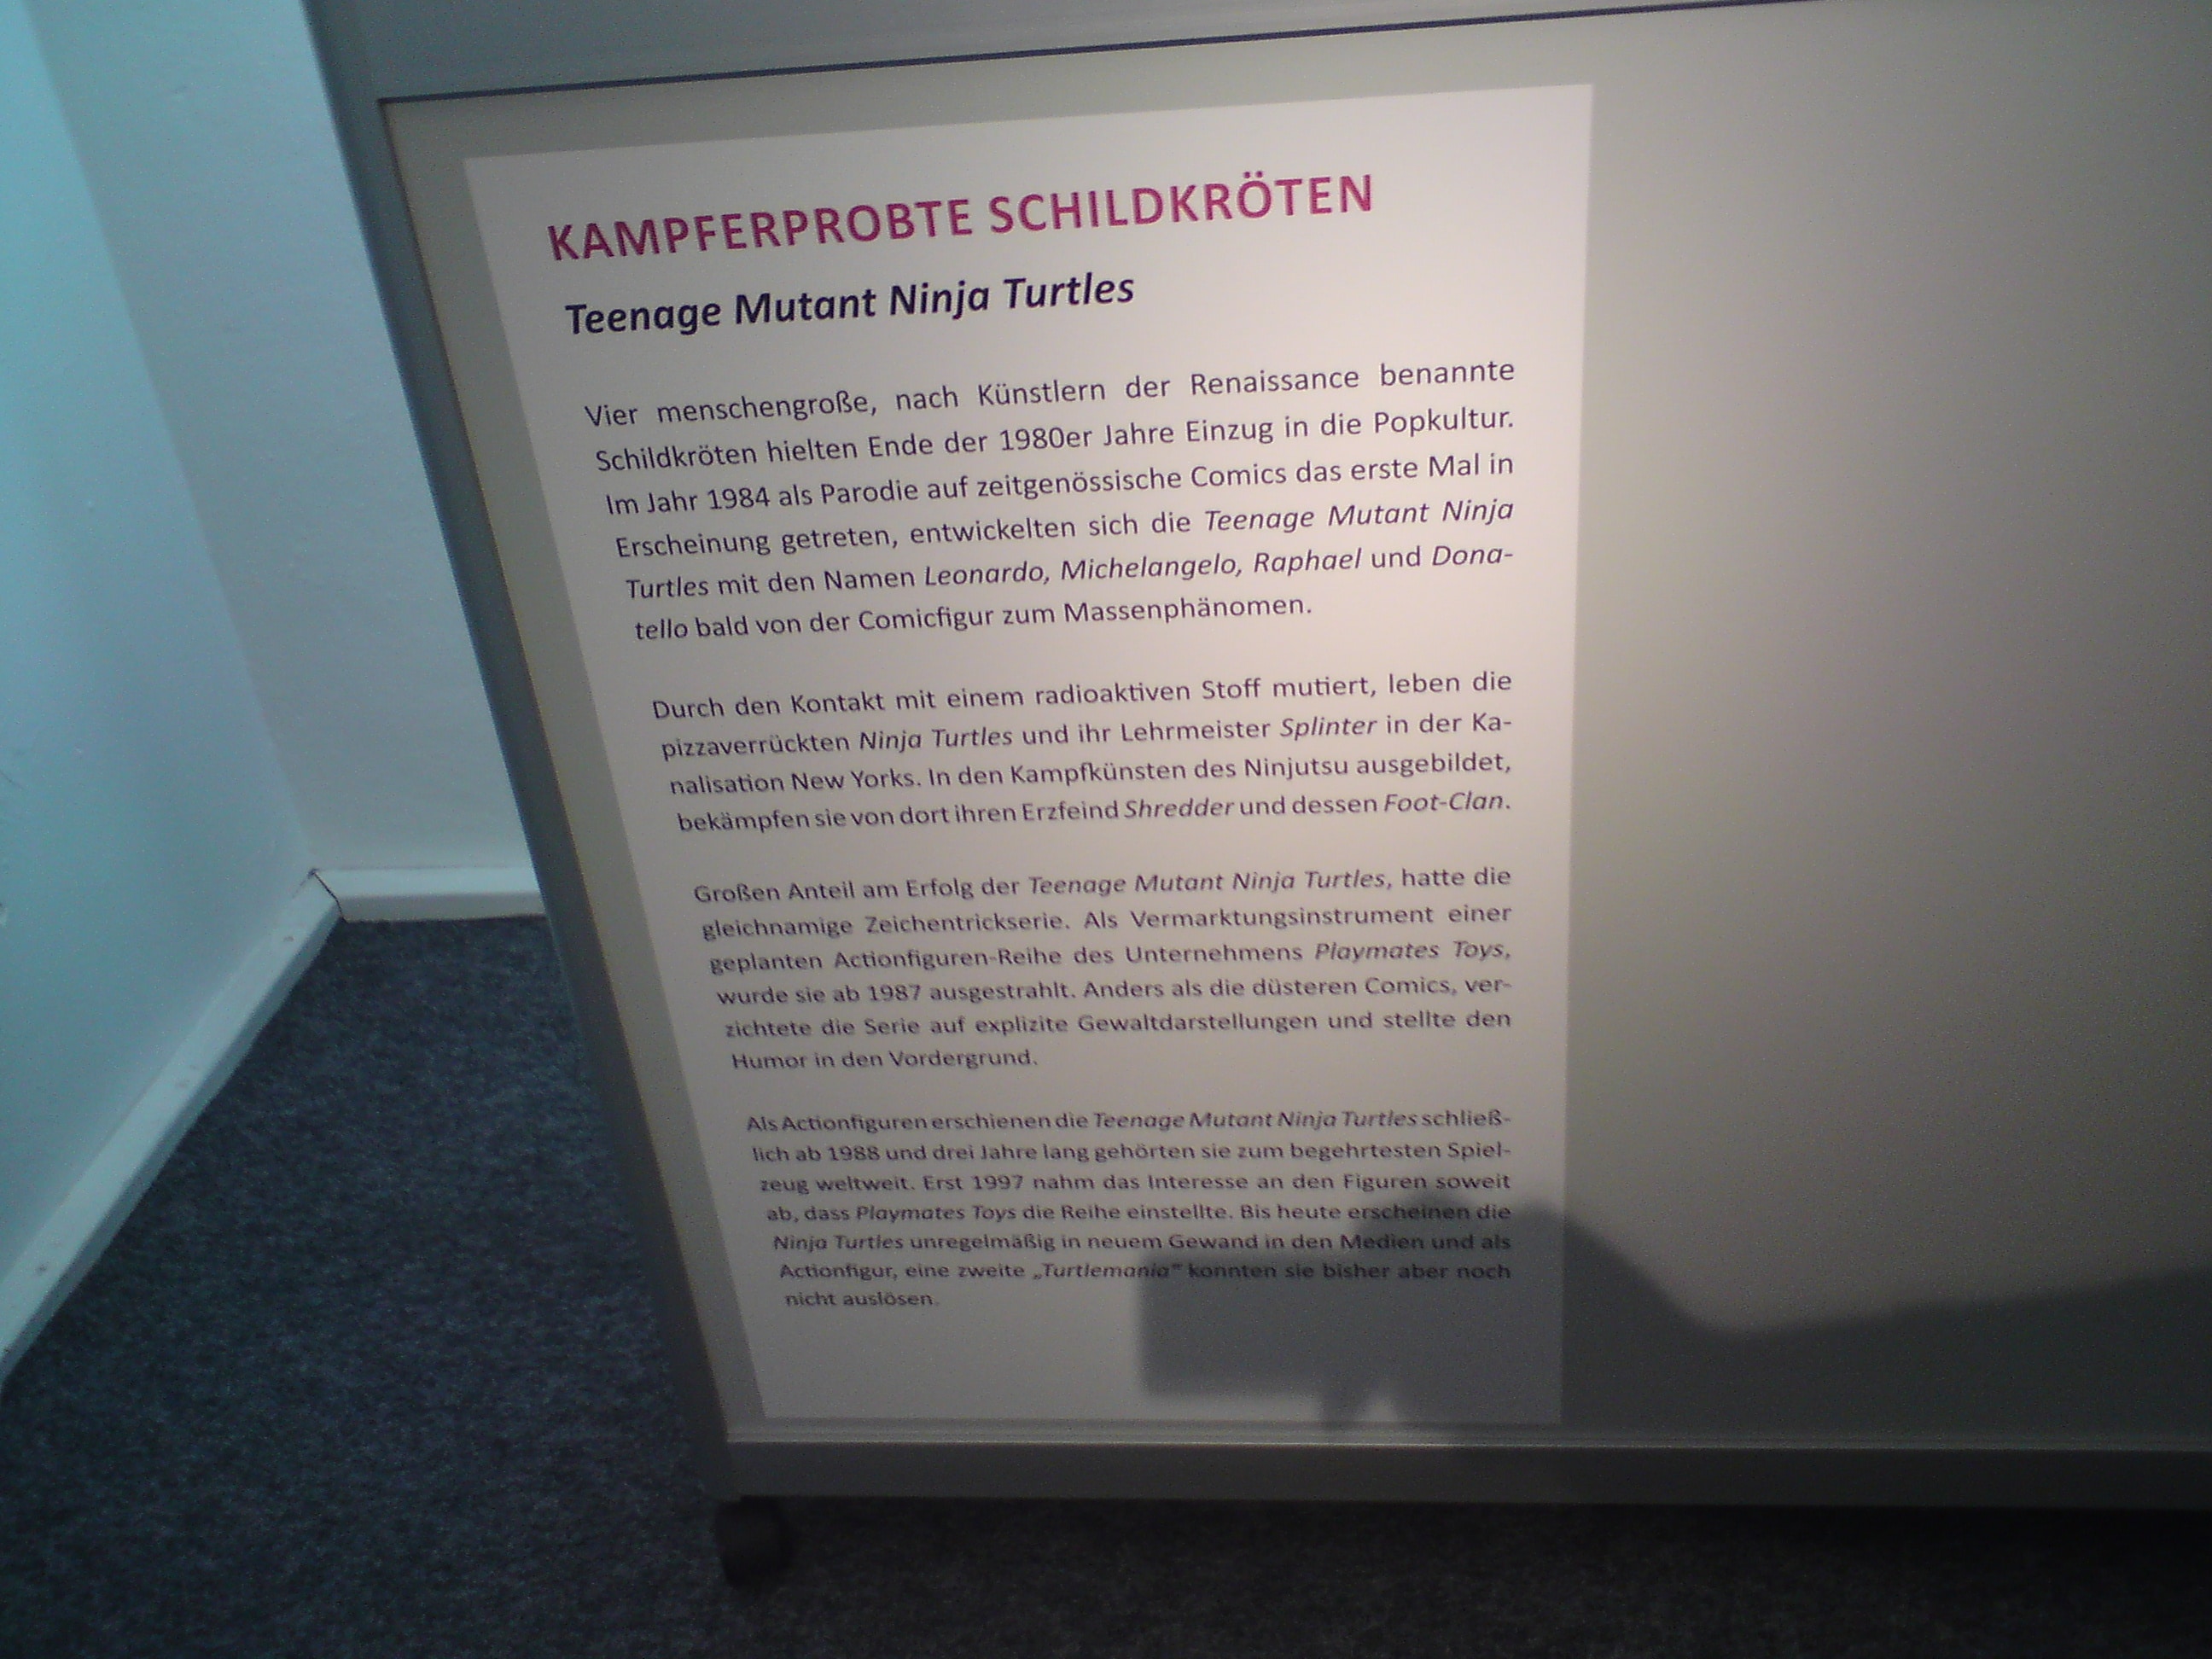 KAMPFERPROBTE SCHILDKRÖTEN
Teenage Mutant Ninja Turtles
Vier menschengroße, nach Künstlern der Renaissance benannte
Schildkröten hielten Ende der 1980er Jahre Einzug in die Popkultur.
Im Jahr 1984 als Parodie auf zeitgenössische Comics das erste Mal in
Erscheinung getreten, entwickelten sich die Teenage Mutant Ninja
Turtles mit den Namen Leonardo, Michelangelo, Raphael und Dona-
tello bald von der Comicfigur zum Massenphänomen.
Durch den Kontakt mit einem radioaktiven Stoff mutiert, leben die
pizzaverrückten Ninja Turtles und ihr Lehrmeister Splinter in der Ka-
nalisation New Yorks. In den Kampfkünsten des Ninjutsu ausgebildet,
bekämpfen sie von dort ihren Erzfeind Shredder und dessen Foot-Clan.
Großen Anteil am Erfolg der Teenage Mutant Ninja Turtles, hatte die
gleichnamige Zeichentrickserie. Als Vermarktungsinstrument einer
geplanten Actionfiguren-Reihe des Unternehmens Playmates Toys,
wurde sie ab 1987 ausgestrahlt. Anders als die düsteren Comics, ver-
zichtete die Serie auf explizite Gewaltdarstellungen und stellte den
Humor in den Vordergrund.
Als Actionfiguren erschienen die Teenage Mutant Ninja Turtles schließ-
lich ab 1988 und drei Jahre lang gehörten sie zum begehrtesten Spiel-
zeug weltweit. Erst 1997 nahm das Interesse an den Figuren soweit
ab, dass Playmates Toys die Reihe einstellte. Bis heute erscheinen die
Ninja Turtles unregelmäßig in neuem Gewand in den Medien und als
Actionfigur, eine zweite „Turtlemania" konnten sie bisher aber noch
nicht auslösen.